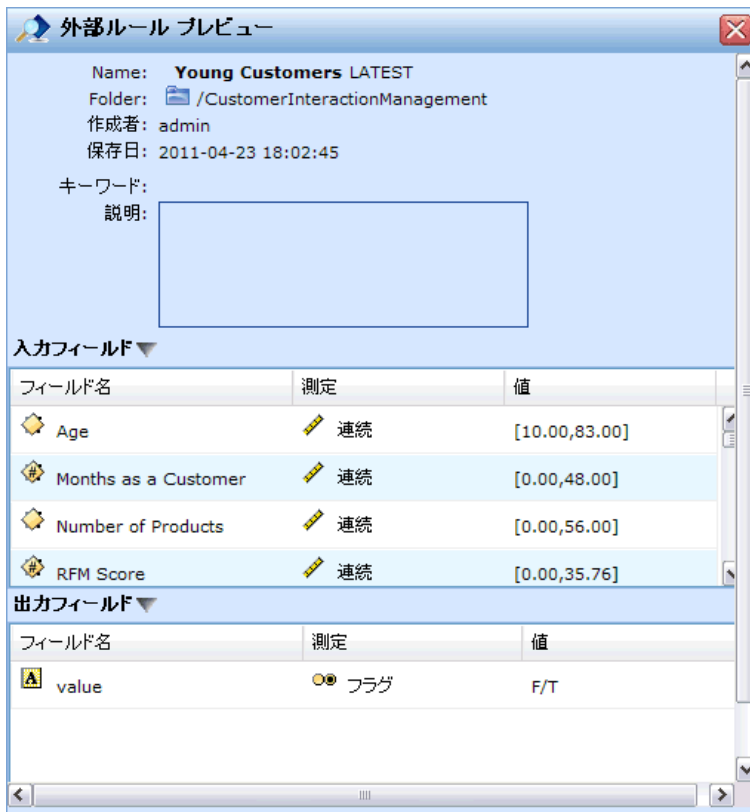 外部ルール プレビュー
Name: Young Customers LATEST
Folder: /CustomerInteractionManagement
作成者: admin
保存日: 2011-04-23 18:02:45
キーワード:
説明:
入力フィールド
フィールド名 測定 値
Age 連続 [10.00,83.00]
# Months as a Customer 連続 [0.00,48.00]
Number of Products 連続 [0.00,56.00]
# RFM Score 連続 [0.00,35.76]
出力フィールド
フィールド名 測定 値
A value フラグ F/T